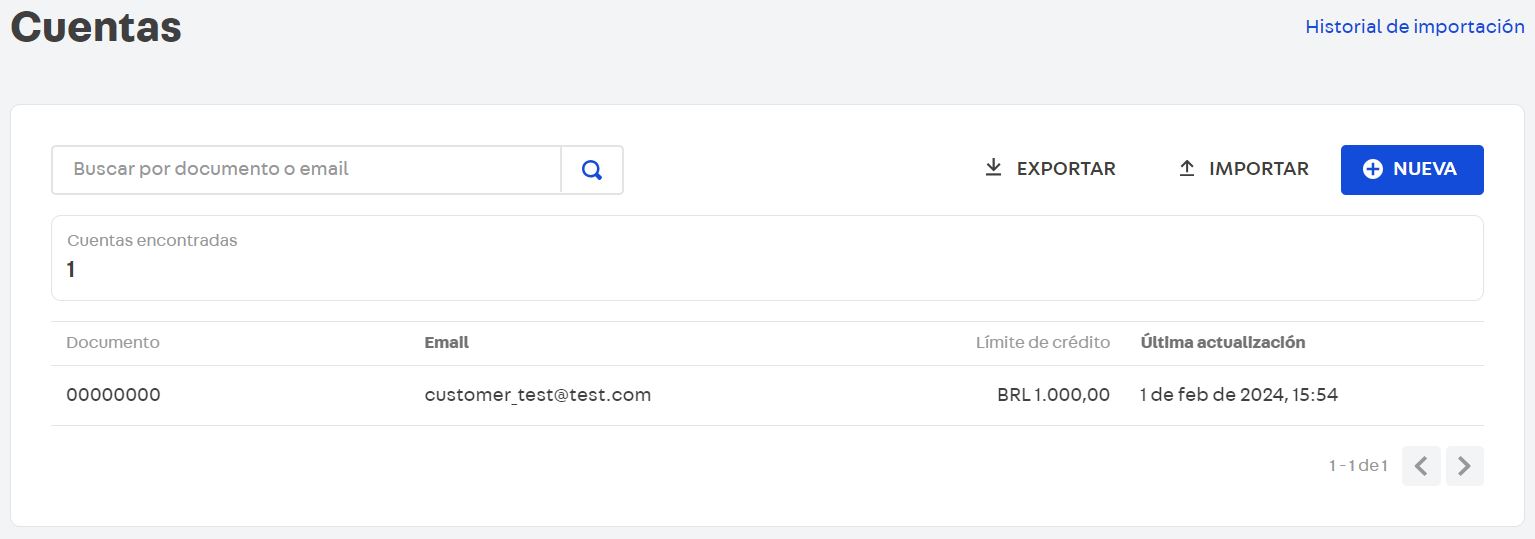 Cuentas
Historial de importación
Buscar por documento o email
EXPORTAR
IMPORTAR
NUEVA
Cuentas encontradas
1
Documento Email Límite de crédito Última actualización
00000000 customer_test@test.com BRL 1.000,00 1 de feb de 2024, 15:54
1 - 1 de 1